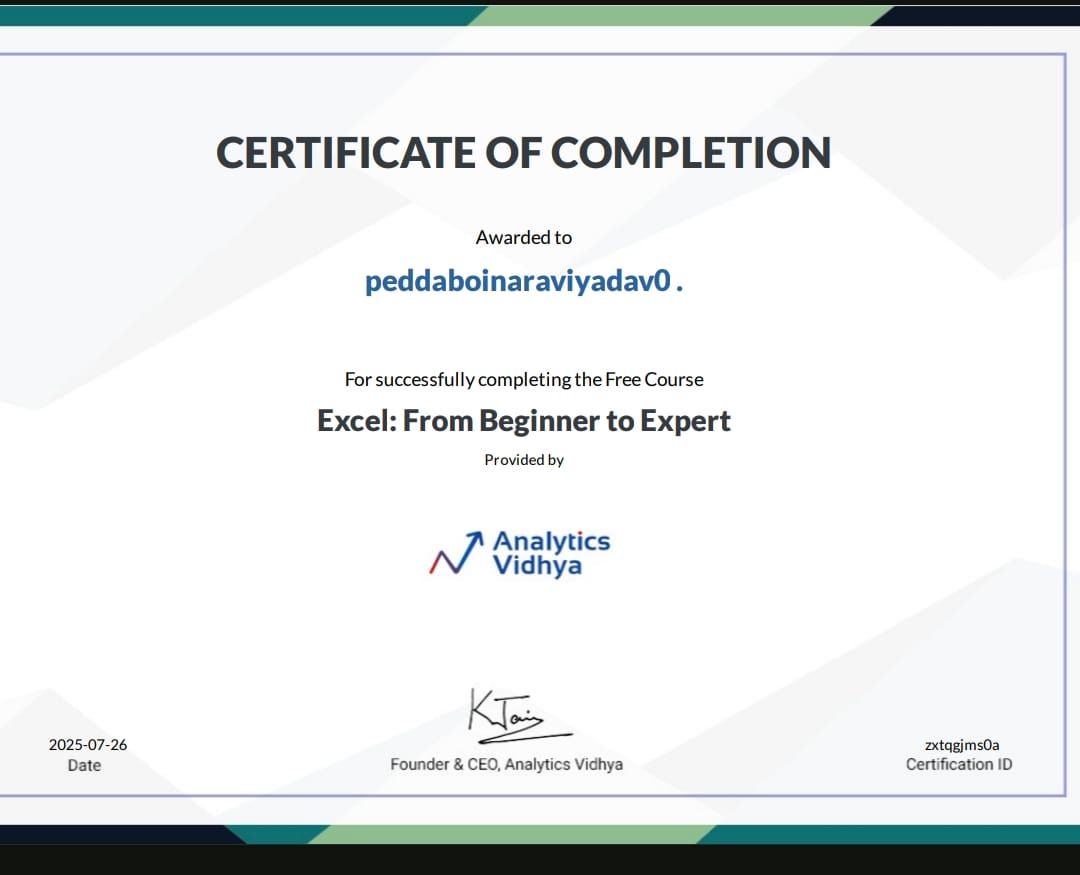 CERTIFICATE OF COMPLETION
Awarded to
peddaboinaraviyadav0 .
For successfully completing the Free Course
Excel: From Beginner to Expert
Provided by
Analytics
Vidhya
KJain
2025-07-26
Date
Founder & CEO, Analytics Vidhya
zxtqgjms0a
Certification ID